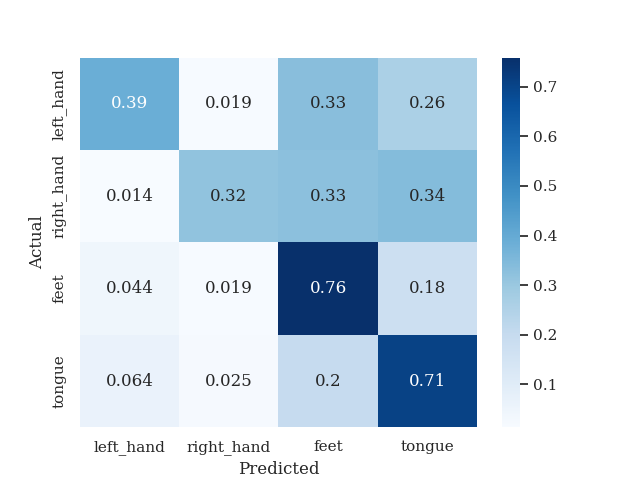 left_hand 0.39 0.019 0.33 0.26
right_hand 0.014 0.32 0.33 0.34
feet 0.044 0.019 0.76 0.18
tongue 0.064 0.025 0.2 0.71
left_hand right_hand feet tongue
Predicted
Actual
0.7
0.6
0.5
0.4
0.3
0.2
0.1